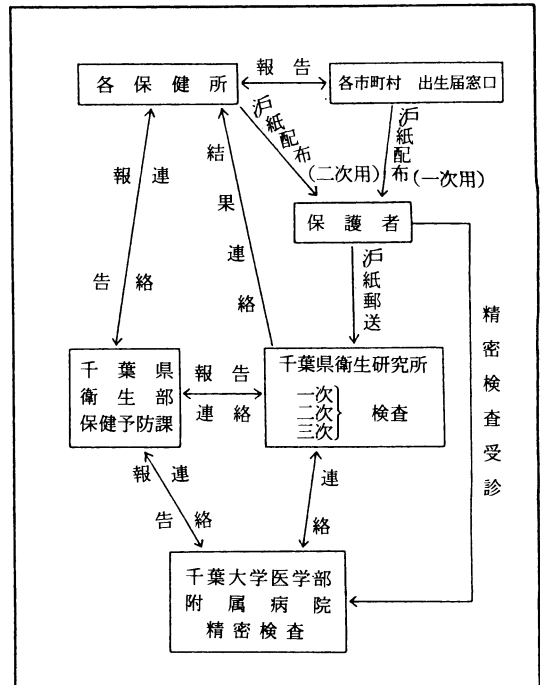 報告
各保健所
各市町村 出生届窓口
沪紙配布
(二次用)
沪紙配布
(一次用)
保護者
報告
連絡
結果連絡
沪紙郵送
精密検査受診
千葉県
衛生部
保健予防課
報告
連絡
千葉県衛生研究所
一次
二次
三次
検査
報告
連絡
連絡
千葉大学医学部
附属病院
精密検査